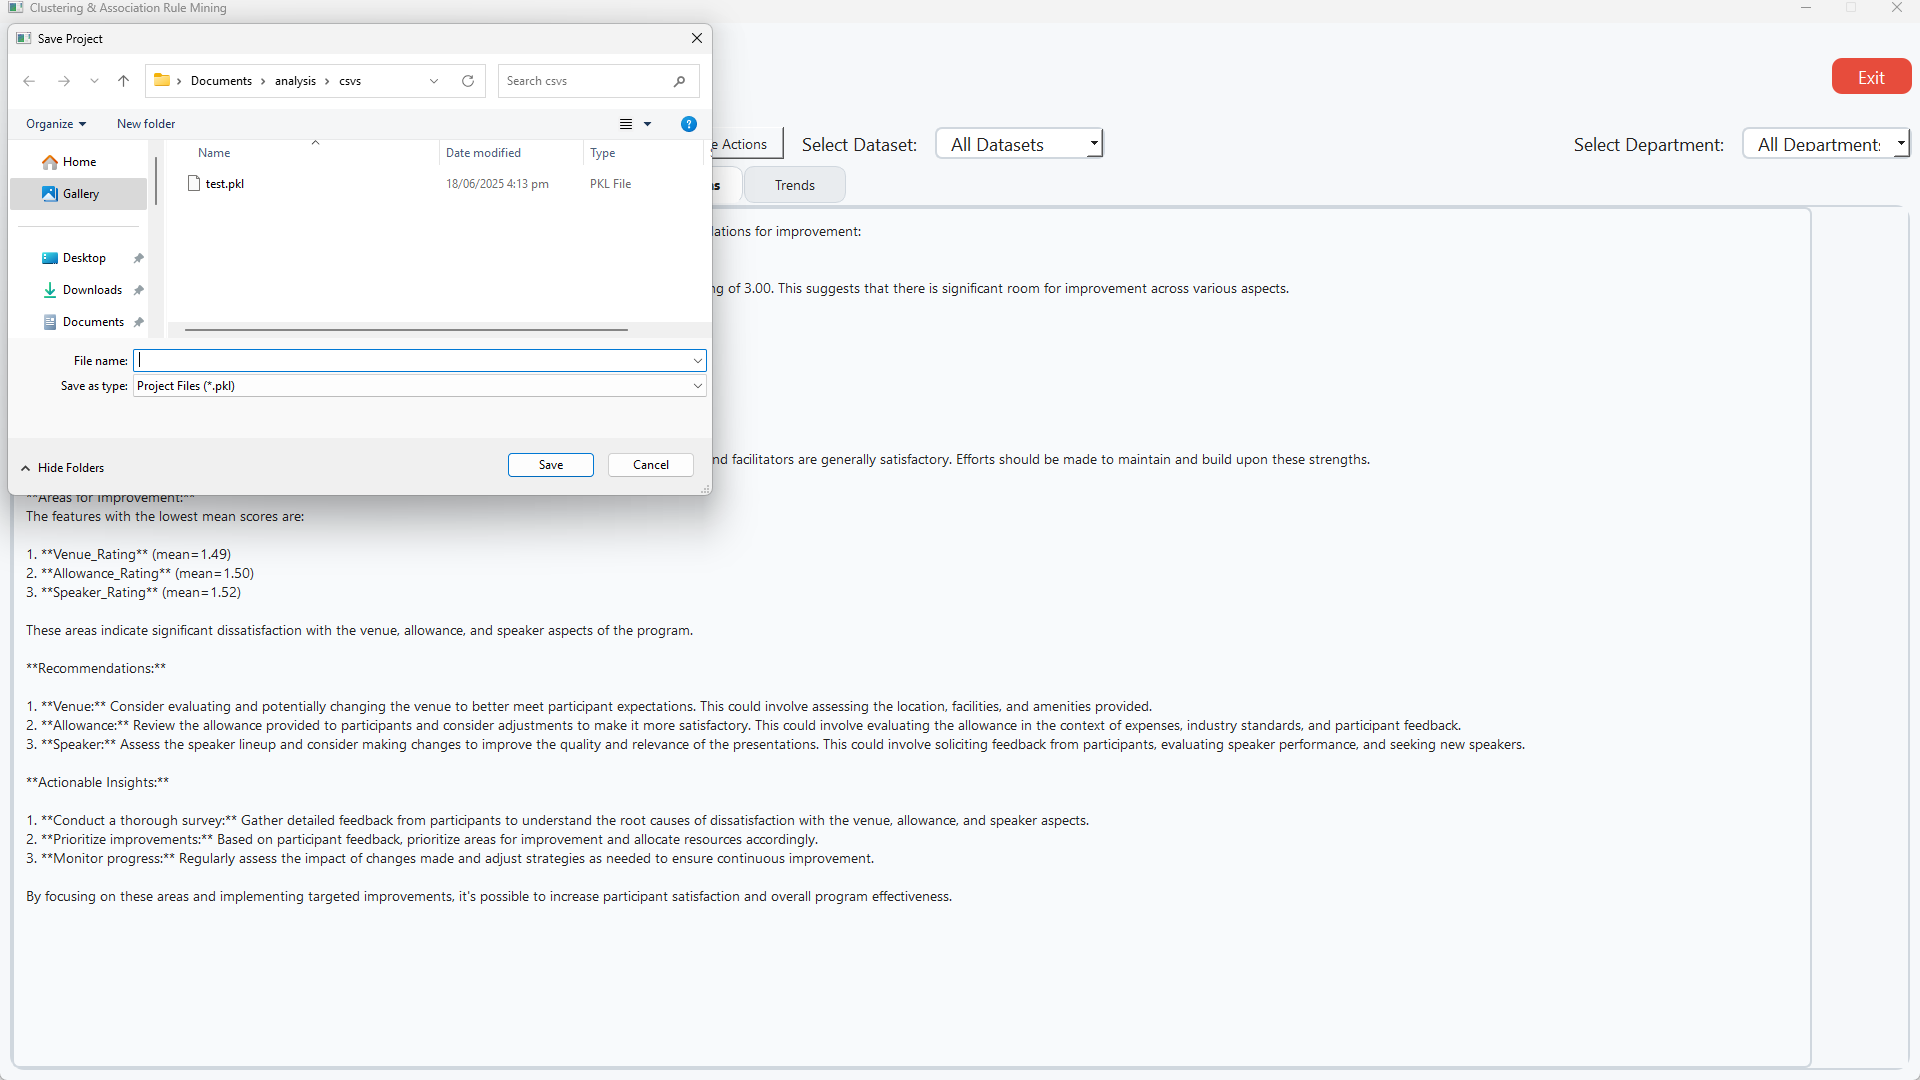 Clustering & Association Rule Mining
Save Project
Documents > analysis > csvs
Search csvs
Exit
Organize
New folder
?
e Actions
Select Dataset:
All Datasets
Select Department:
All Department
Name
Date modified
Type
Home
test.pkl
18/06/2025 4:13 pm
PKL File
Gallery
Trends
Desktop
Downloads
Documents
lations for improvement:
of 3.00. This suggests that there is significant room for improvement across various aspects.
File name:
Save as type:
Project Files (*.pkl)
Hide Folders
Save
Cancel
nd facilitators are generally satisfactory. Efforts should be made to maintain and build upon these strengths.
**Areas for Improvement:**
The features with the lowest mean scores are:
1. **Venue_Rating** (mean=1.49)
2. **Allowance_Rating** (mean=1.50)
3. **Speaker_Rating** (mean=1.52)
These areas indicate significant dissatisfaction with the venue, allowance, and speaker aspects of the program.
**Recommendations:**
1. **Venue:** Consider evaluating and potentially changing the venue to better meet participant expectations. This could involve assessing the location, facilities, and amenities provided.
2. **Allowance:** Review the allowance provided to participants and consider adjustments to make it more satisfactory. This could involve evaluating the allowance in the context of expenses, industry standards, and participant feedback.
3. **Speaker:** Assess the speaker lineup and consider making changes to improve the quality and relevance of the presentations. This could involve soliciting feedback from participants, evaluating speaker performance, and seeking new speakers.
**Actionable Insights:**
1. **Conduct a thorough survey:** Gather detailed feedback from participants to understand the root causes of dissatisfaction with the venue, allowance, and speaker aspects.
2. **Prioritize improvements:** Based on participant feedback, prioritize areas for improvement and allocate resources accordingly.
3. **Monitor progress:** Regularly assess the impact of changes made and adjust strategies as needed to ensure continuous improvement.
By focusing on these areas and implementing targeted improvements, it's possible to increase participant satisfaction and overall program effectiveness.